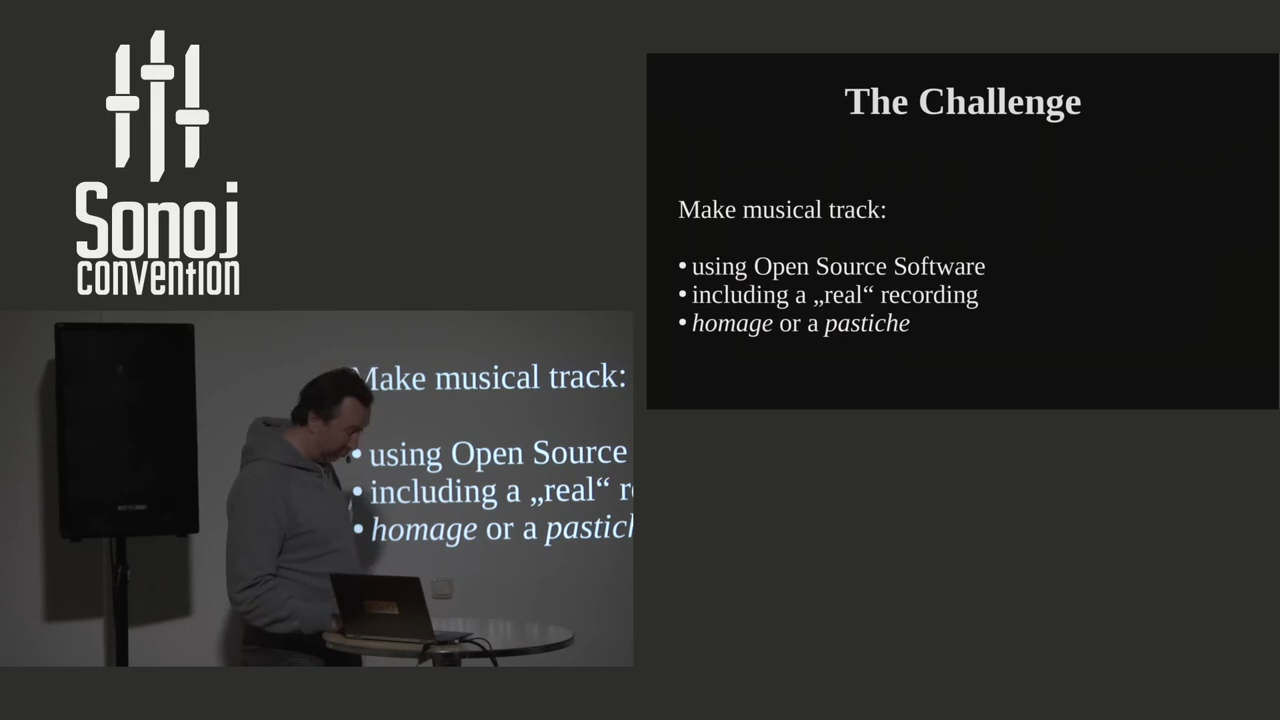 Sonoj
convention
The Challenge
Make musical track:
• using Open Source Software
• including a „real“ recording
• homage or a pastiche
Make musical track:
• using Open Source
• including a „real“ r
• homage or a pastich